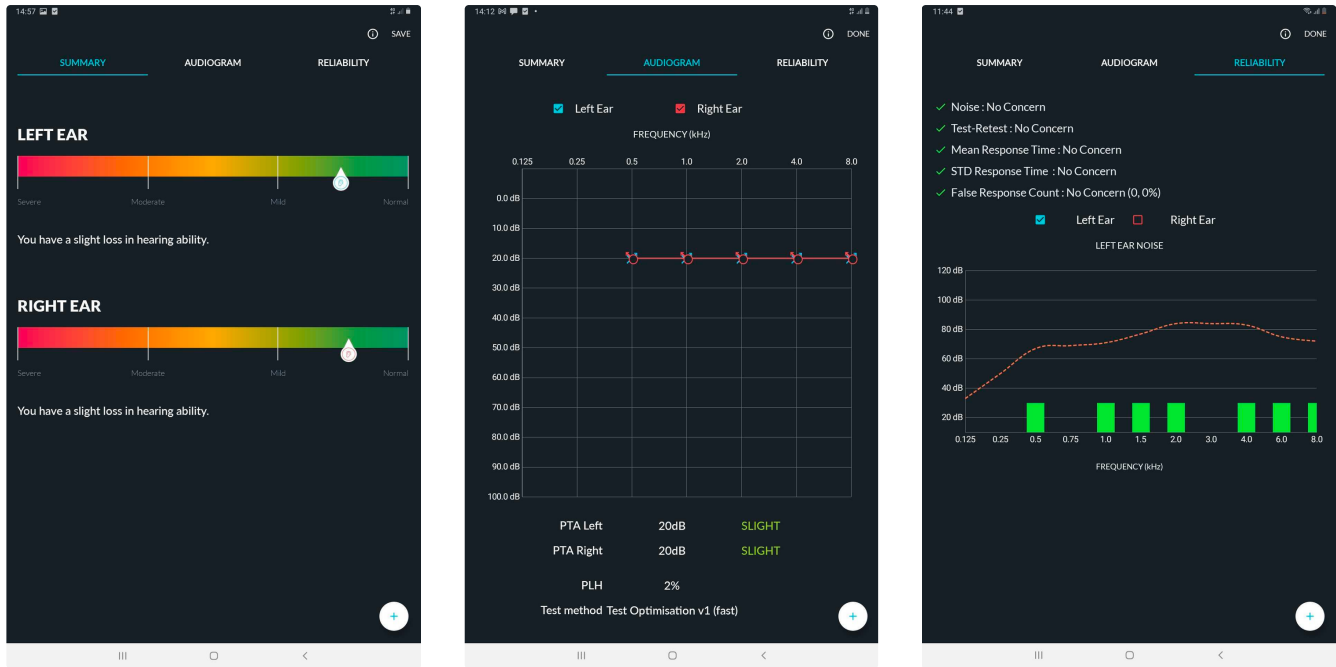 14:57
SAVE
SUMMARY AUDIOGRAM RELIABILITY
LEFT EAR
Severe Moderate Mild Normal
You have a slight loss in hearing ability.
RIGHT EAR
Severe Moderate Mild Normal
You have a slight loss in hearing ability.
14:12
DONE
SUMMARY AUDIOGRAM RELIABILITY
Left Ear Right Ear
FREQUENCY (kHz)
0.125 0.25 0.5 1.0 2.0 4.0 8.0
0.0 dB
10.0 dB
20.0 dB
30.0 dB
40.0 dB
50.0 dB
60.0 dB
70.0 dB
80.0 dB
90.0 dB
100.0 dB
PTA Left 20dB SLIGHT
PTA Right 20dB SLIGHT
PLH 2%
Test method Test Optimisation v1 (fast)
11:44
DONE
SUMMARY AUDIOGRAM RELIABILITY
Noise : No Concern
Test-Retest : No Concern
Mean Response Time : No Concern
STD Response Time : No Concern
False Response Count : No Concern (0, 0%)
Left Ear Right Ear
LEFT EAR NOISE
120 dB
100 dB
80 dB
60 dB
40 dB
20 dB
0.125 0.25 0.5 0.75 1.0 1.5 2.0 3.0 4.0 6.0 8.0
FREQUENCY (kHz)